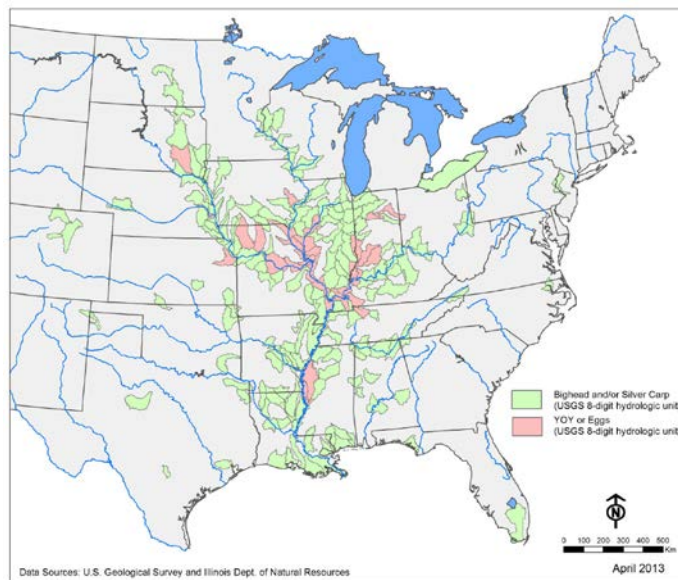 Bighead and/or Silver Carp
(USGS 8-digit hydrologic unit
YOY or Eggs
(USGS 8-digit hydrologic unit
N
0 100 200 300 400 500
Km
April 2013
Data Sources: U.S. Geological Survey and Illinois Dept. of Natural Resources